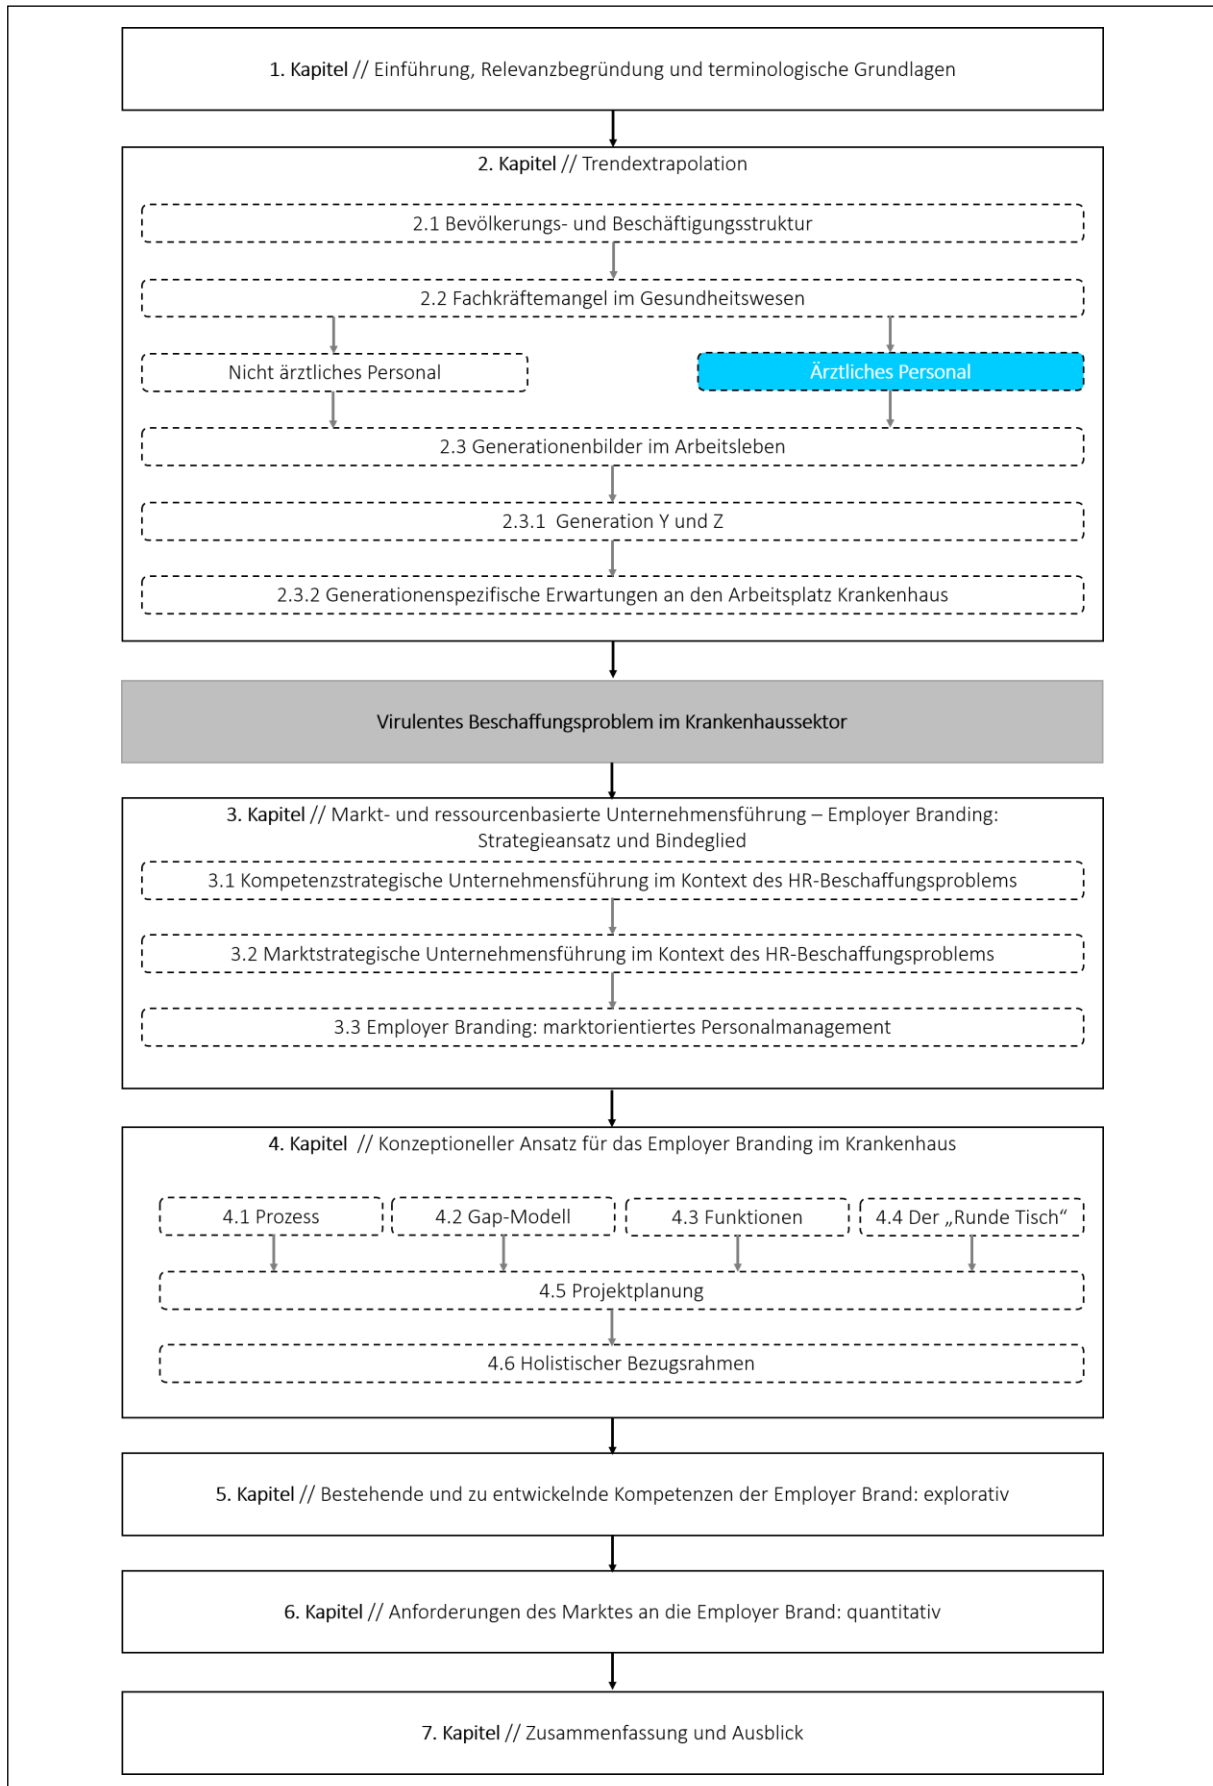 1. Kapitel // Einführung, Relevanzbegründung und terminologische Grundlagen
2. Kapitel // Trendextrapolation
2.1 Bevölkerungs- und Beschäftigungsstruktur
2.2 Fachkräftemangel im Gesundheitswesen
Nicht ärztliches Personal
Ärztliches Personal
2.3 Generationenbilder im Arbeitsleben
2.3.1 Generation Y und Z
2.3.2 Generationenspezifische Erwartungen an den Arbeitsplatz Krankenhaus
Virulentes Beschaffungsproblem im Krankenhaussektor
3. Kapitel // Markt- und ressourcenbasierte Unternehmensführung – Employer Branding:
Strategieansatz und Bindeglied
3.1 Kompetenzstrategische Unternehmensführung im Kontext des HR-Beschaffungsproblems
3.2 Marktstrategische Unternehmensführung im Kontext des HR-Beschaffungsproblems
3.3 Employer Branding: marktorientiertes Personalmanagement
4. Kapitel // Konzeptioneller Ansatz für das Employer Branding im Krankenhaus
4.1 Prozess
4.2 Gap-Modell
4.3 Funktionen
4.4 Der „Runde Tisch“
4.5 Projektplanung
4.6 Holistischer Bezugsrahmen
5. Kapitel // Bestehende und zu entwickelnde Kompetenzen der Employer Brand: explorativ
6. Kapitel // Anforderungen des Marktes an die Employer Brand: quantitativ
7. Kapitel // Zusammenfassung und Ausblick